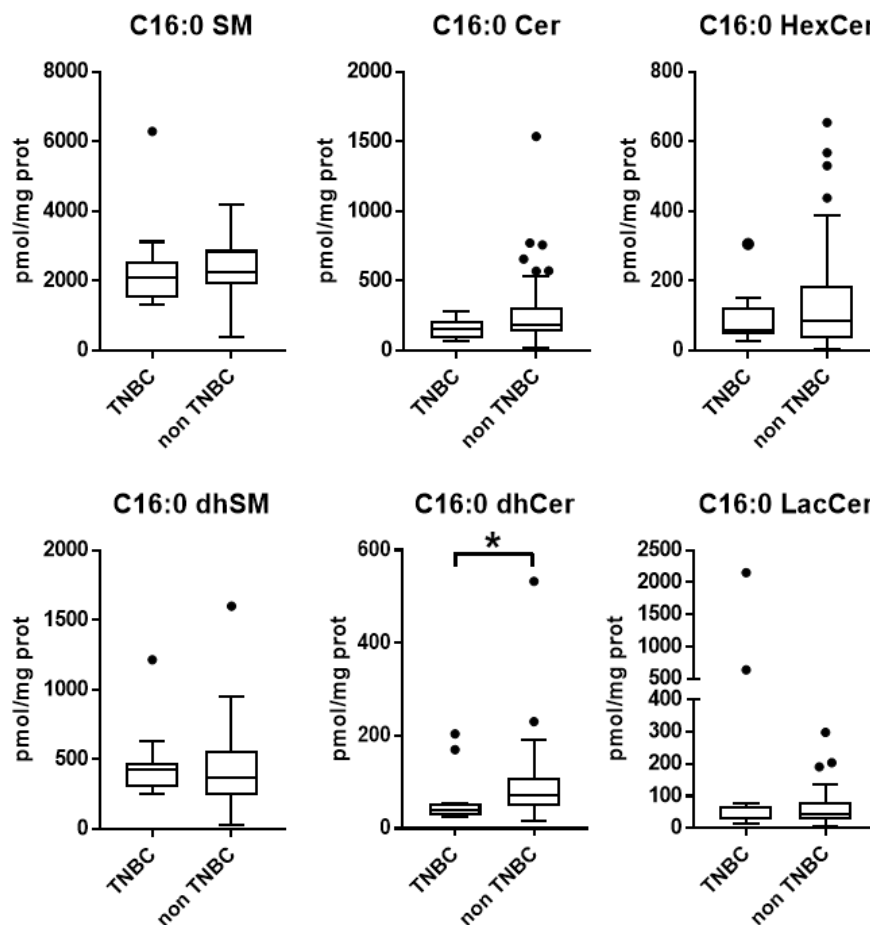 C16:0 SM
C16:0 Cer
C16:0 HexCer
pmol/mg prot
8000
6000
4000
2000
0
TNBC
non TNBC
pmol/mg prot
2000
1500
1000
500
0
TNBC
non TNBC
pmol/mg prot
800
600
400
200
0
TNBC
non TNBC
C16:0 dhSM
C16:0 dhCer
C16:0 LacCer
pmol/mg prot
2000
1500
1000
500
0
TNBC
non TNBC
pmol/mg prot
600
400
200
0
*
TNBC
non TNBC
pmol/mg prot
2500
2000
1500
1000
500
400
300
200
100
0
TNBC
non TNBC